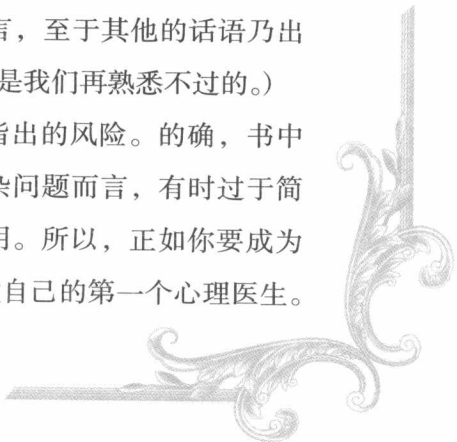 ，至于其他的话语乃出
是我们再熟悉不过的。）
指出的风险。的确，书中
杂问题而言，有时过于简
用。所以，正如你要成为
自己的第一个心理医生。